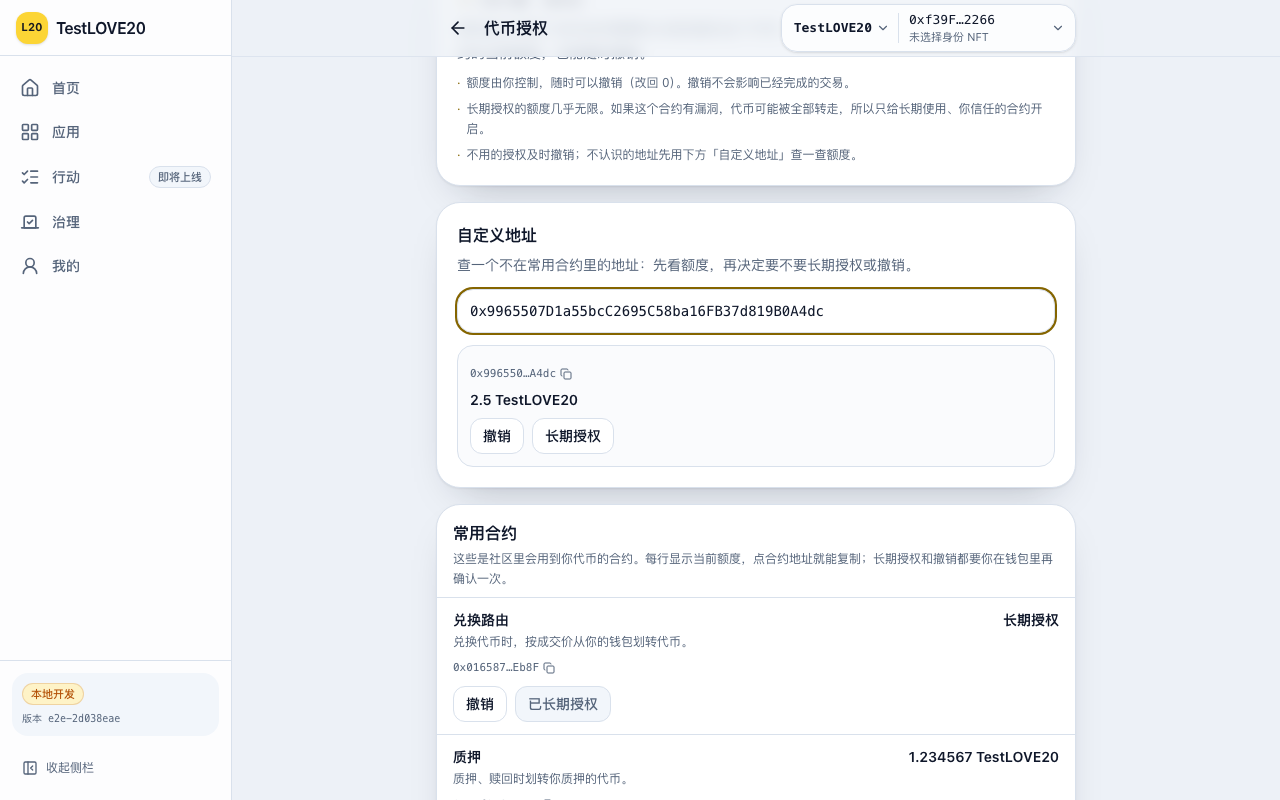 L20 TestLOVE20
首页
应用
行动 即将上线
治理
我的
本地开发
版本 e2e-2d038eae
收起侧栏
代币授权
TestLOVE20
0xf39F…2266
未选择身份 NFT
· 额度由你控制，随时可以撤销（改回 0）。撤销不会影响已经完成的交易。
· 长期授权的额度几乎无限。如果这个合约有漏洞，代币可能被全部转走，所以只给长期使用、你信任的合约开
启。
· 不用的授权及时撤销；不认识的地址先用下方「自定义地址」查一查额度。
自定义地址
查一个不在常用合约里的地址：先看额度，再决定要不要长期授权或撤销。
0x9965507D1a55bcC2695C58ba16FB37d819B0A4dc
0x996550…A4dc
2.5 TestLOVE20
撤销 长期授权
常用合约
这些是社区里会用到你代币的合约。每行显示当前额度，点合约地址就能复制；长期授权和撤销都要你在钱包里再
确认一次。
兑换路由 长期授权
兑换代币时，按成交价从你的钱包划转代币。
0x016587…Eb8F
撤销 已长期授权
质押 1.234567 TestLOVE20
质押、赎回时划转你质押的代币。